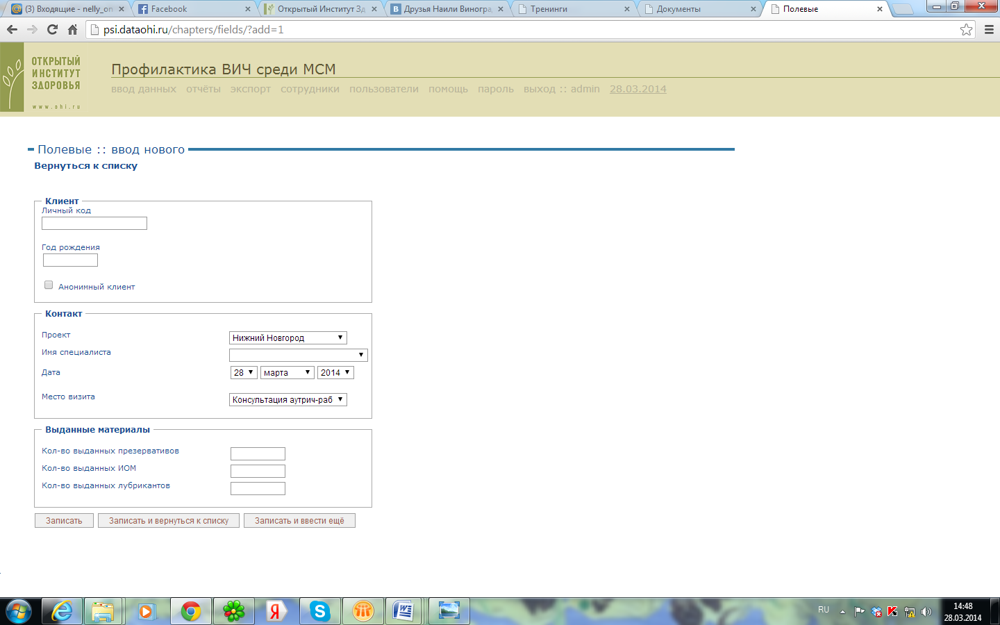 (3) Входящие - nelly_on
Facebook
Открытый Институт Зд
Друзья Наили Виногра
Тренинги
Документы
Полевые
psi.dataohi.ru/chapters/fields/?add=1
ОТКРЫТЫЙ
ИНСТИТУТ
ЗДОРОВЬЯ
www.ohi.ru
Профилактика ВИЧ среди МСМ
ввод данных отчёты экспорт сотрудники пользователи помощь пароль выход :: admin 28.03.2014
Полевые :: ввод нового
Вернуться к списку
Клиент
Личный код
Год рождения
Анонимный клиент
Контакт
Проект Нижний Новгород
Имя специалиста
Дата 28 марта 2014
Место визита Консультация аутрич-раб
Выданные материалы
Кол-во выданных презервативов
Кол-во выданных ИОМ
Кол-во выданных лубрикантов
Записать Записать и вернуться к списку Записать и ввести ещё
RU
14:48
28.03.2014